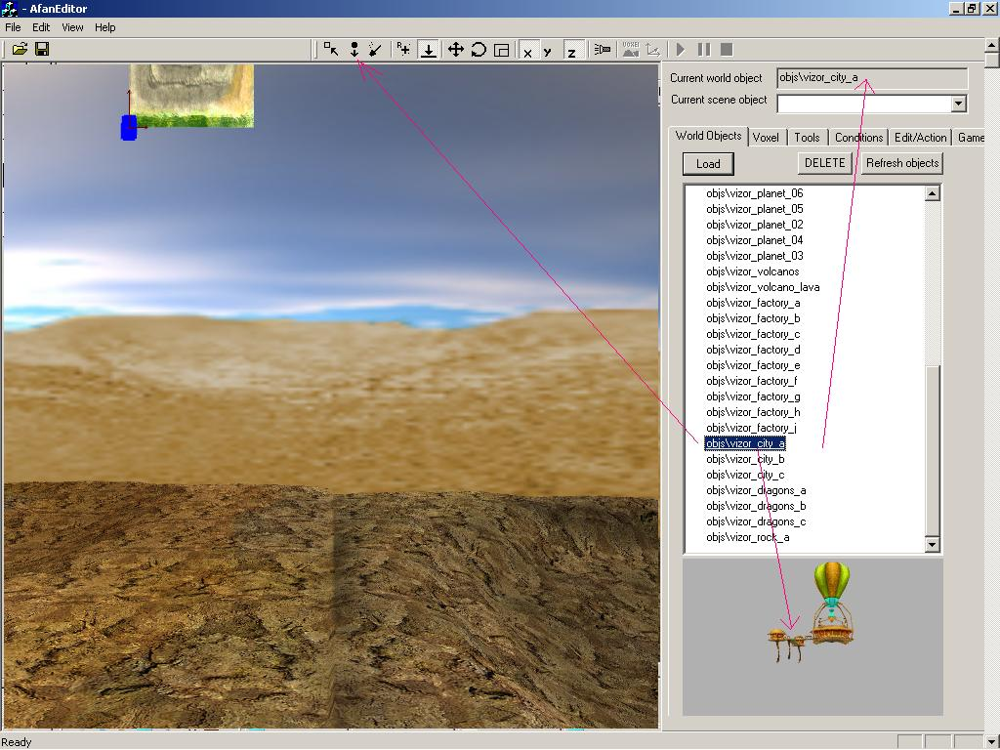 - AfanEditor
File Edit View Help
R x y z VOXEL
Current world object objs\vizor_city_a
Current scene object
World Objects Voxel Tools Conditions Edit/Action Game
Load DELETE Refresh objects
objs\vizor_planet_06
objs\vizor_planet_05
objs\vizor_planet_02
objs\vizor_planet_04
objs\vizor_planet_03
objs\vizor_volcanos
objs\vizor_volcano_lava
objs\vizor_factory_a
objs\vizor_factory_b
objs\vizor_factory_c
objs\vizor_factory_d
objs\vizor_factory_e
objs\vizor_factory_f
objs\vizor_factory_g
objs\vizor_factory_h
objs\vizor_factory_j
objs\vizor_city_a
objs\vizor_city_b
objs\vizor_city_c
objs\vizor_dragons_a
objs\vizor_dragons_b
objs\vizor_dragons_c
objs\vizor_rock_a
Ready